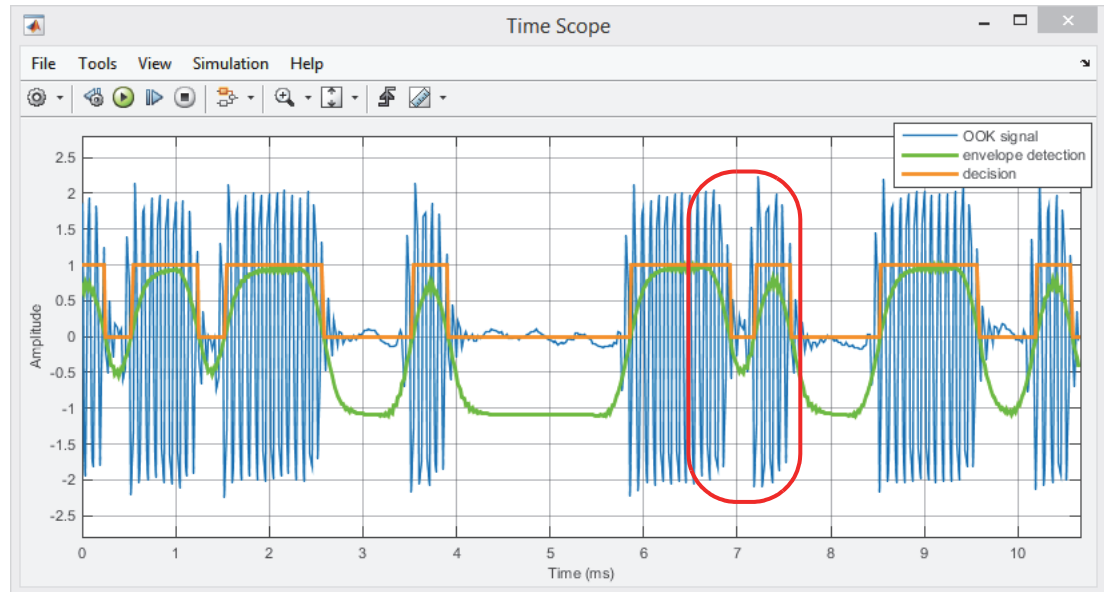 Time Scope
File Tools View Simulation Help
OOK signal
envelope detection
decision
2.5
2
1.5
1
0.5
0
-0.5
-1
-1.5
-2
-2.5
Amplitude
0 1 2 3 4 5 6 7 8 9 10
Time (ms)